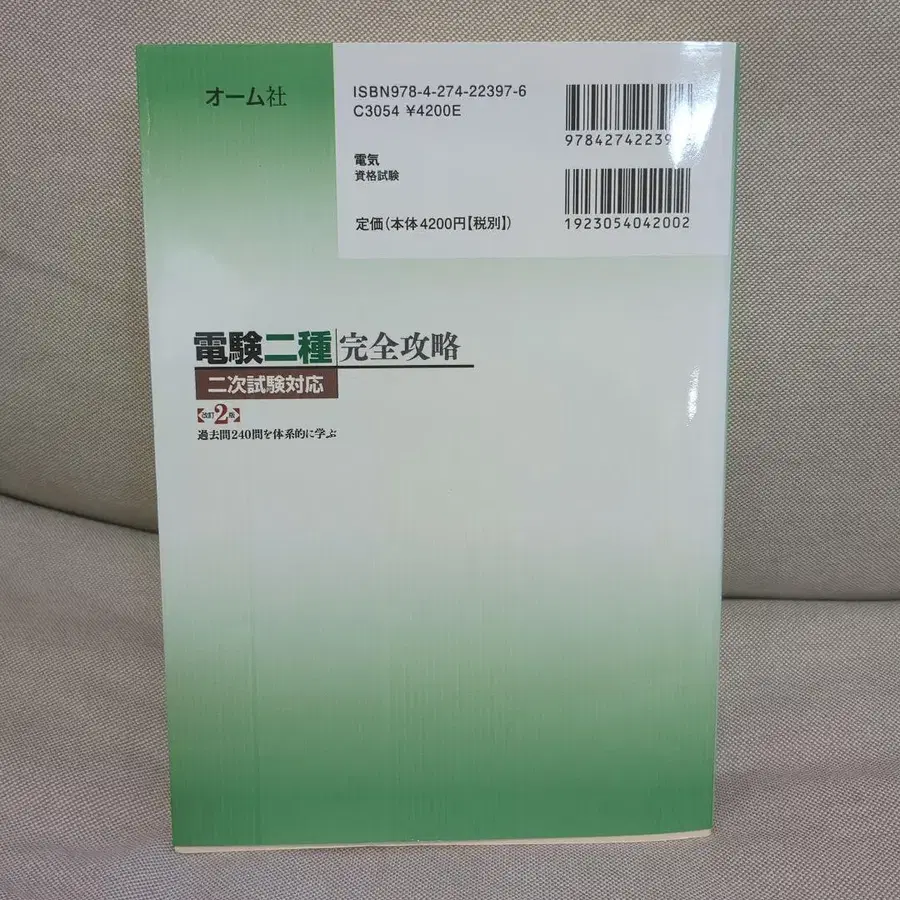 オーム社
ISBN978-4-274-22397-6
C3054 ¥4200E
電気
資格試験
定価(本体4200円【税別】)
1923054042002
電験二種 完全攻略
二次試験対応
【改訂2版】
過去問240問を体系的に学ぶ